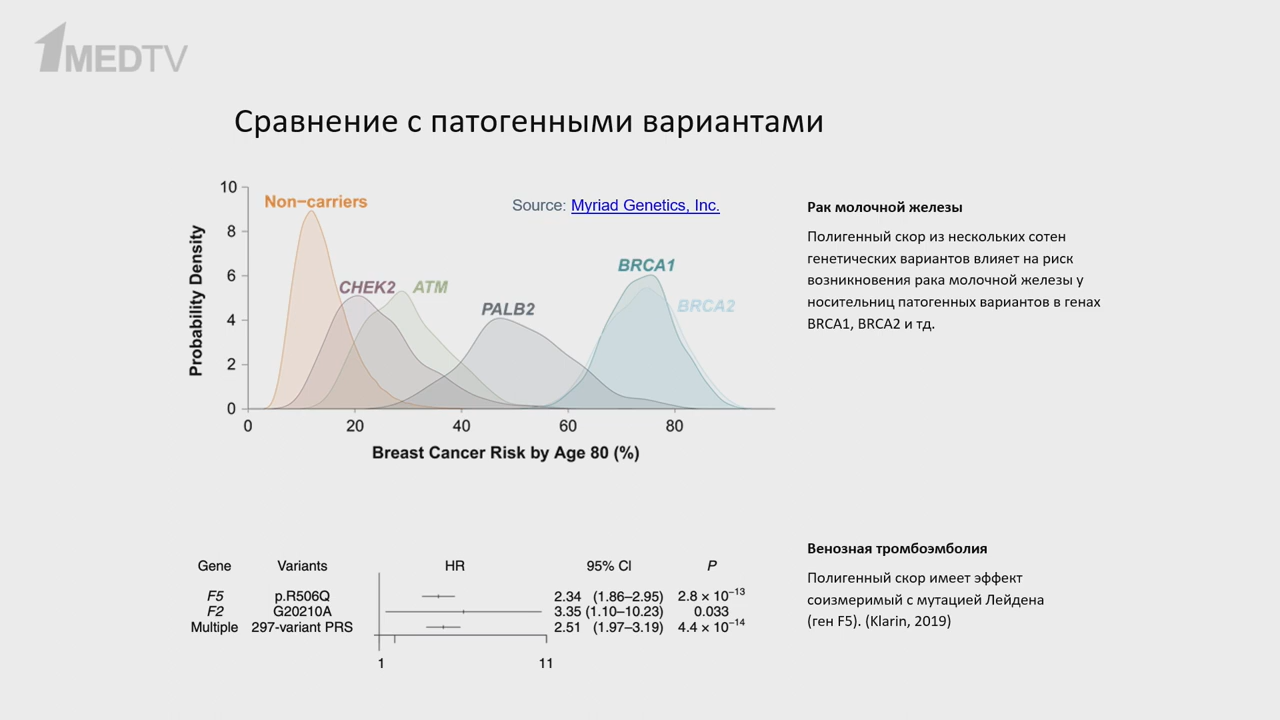 1MEDTV
Сравнение с патогенными вариантами
10
8
6
4
2
0
Probability Density
Non-carriers
CHEK2
ATM
PALB2
BRCA1
BRCA2
Source: Myriad Genetics, Inc.
0 20 40 60 80
Breast Cancer Risk by Age 80 (%)
Рак молочной железы
Полигенный скор из нескольких сотен
генетических вариантов влияет на риск
возникновения рака молочной железы у
носительниц патогенных вариантов в генах
BRCA1, BRCA2 и тд.
Gene Variants HR 95% CI P
F5 p.R506Q 2.34 (1.86–2.95) 2.8 × 10⁻¹³
F2 G20210A 3.35 (1.10–10.23) 0.033
Multiple 297-variant PRS 2.51 (1.97–3.19) 4.4 × 10⁻¹⁴
1 11
Венозная тромбоэмболия
Полигенный скор имеет эффект
соизмеримый с мутацией Лейдена
(ген F5). (Klarin, 2019)